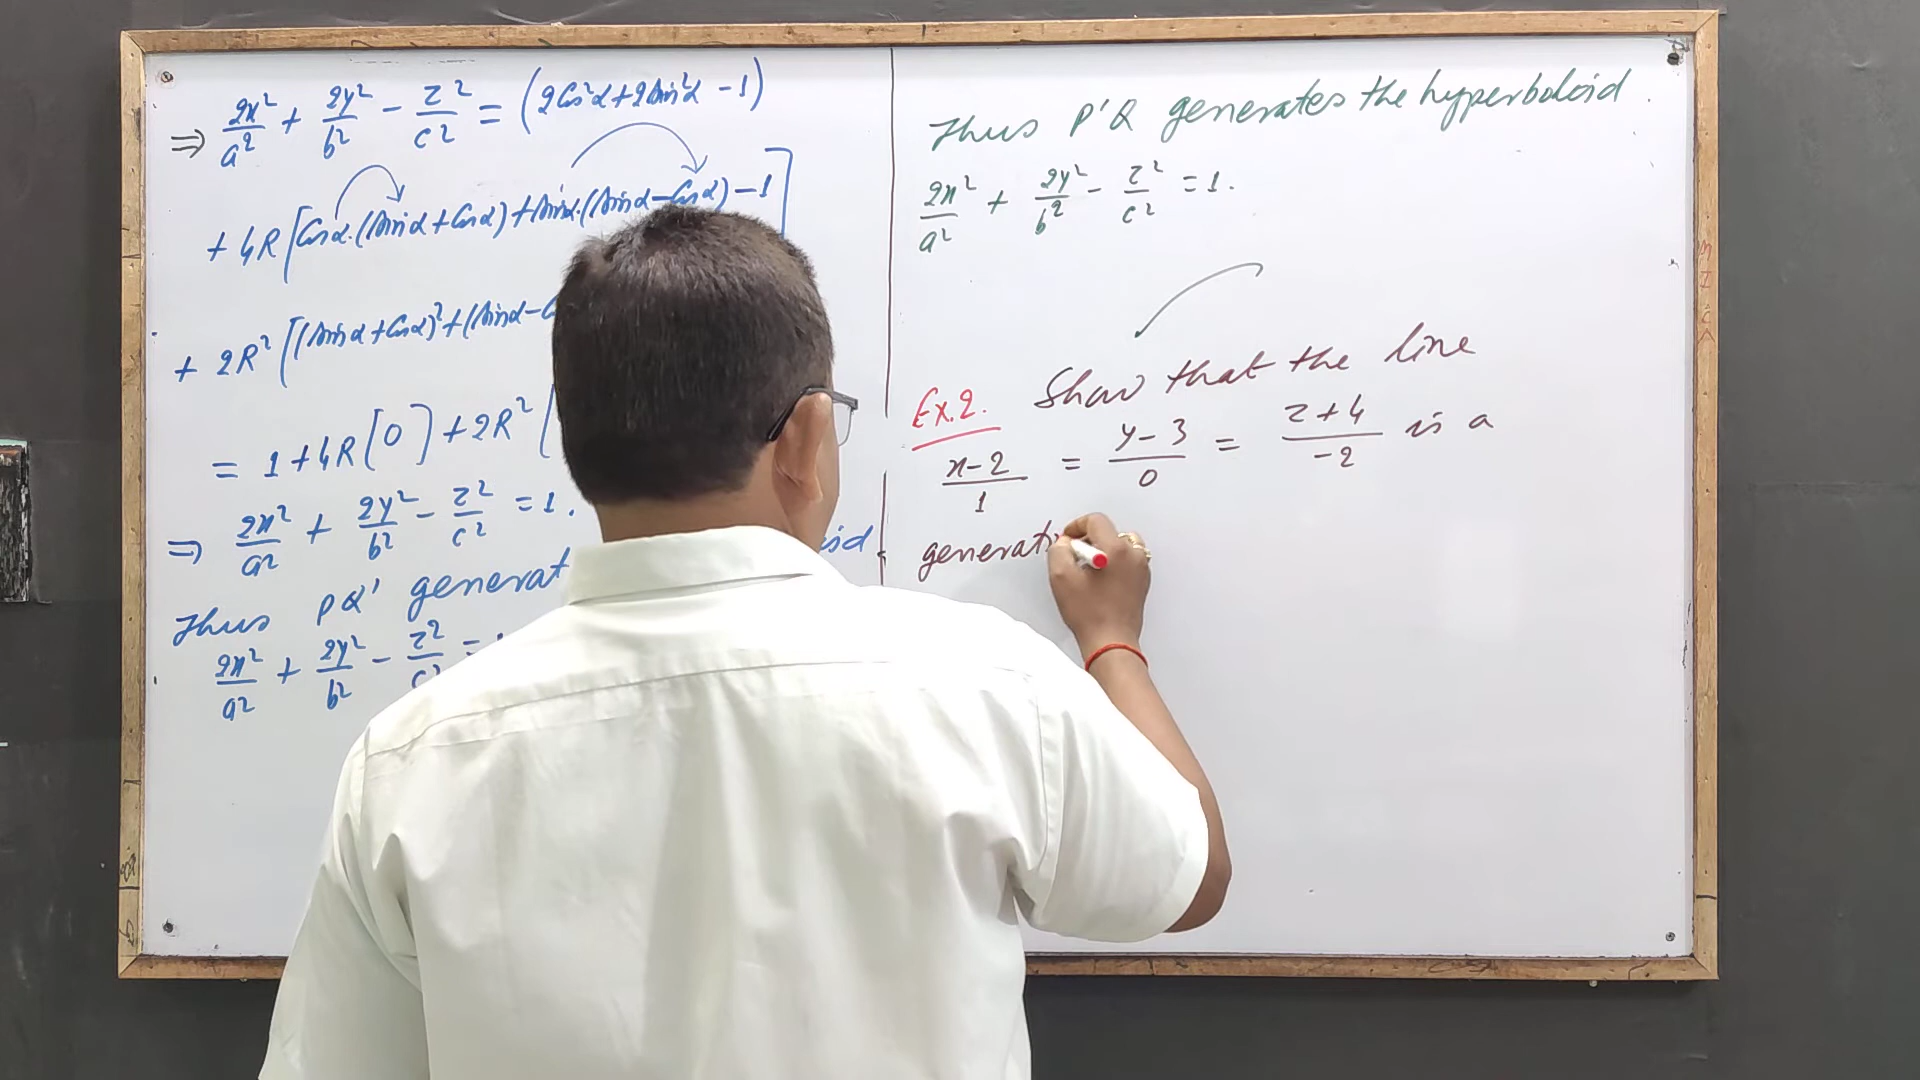 ⇒ 2x²/a² + 2y²/b² - z²/c² = (2Cos²α + 2Sin²α - 1)
+ 4R [Cosα.(Sinα + Cosα) + Sinα.(Sinα - Cosα) - 1]
+ 2R² [(Sinα + Cosα)² + (Sinα - C
= 1 + 4R [0] + 2R² [
⇒ 2x²/a² + 2y²/b² - z²/c² = 1.
Thus PQ' generat
2x²/a² + 2y²/b² - z²/c² =
Thus P'Q generates the hyperboloid
2x²/a² + 2y²/b² - z²/c² = 1.
Ex.2. Show that the line
x-2/1 = y-3/0 = z+4/-2 is a
generati